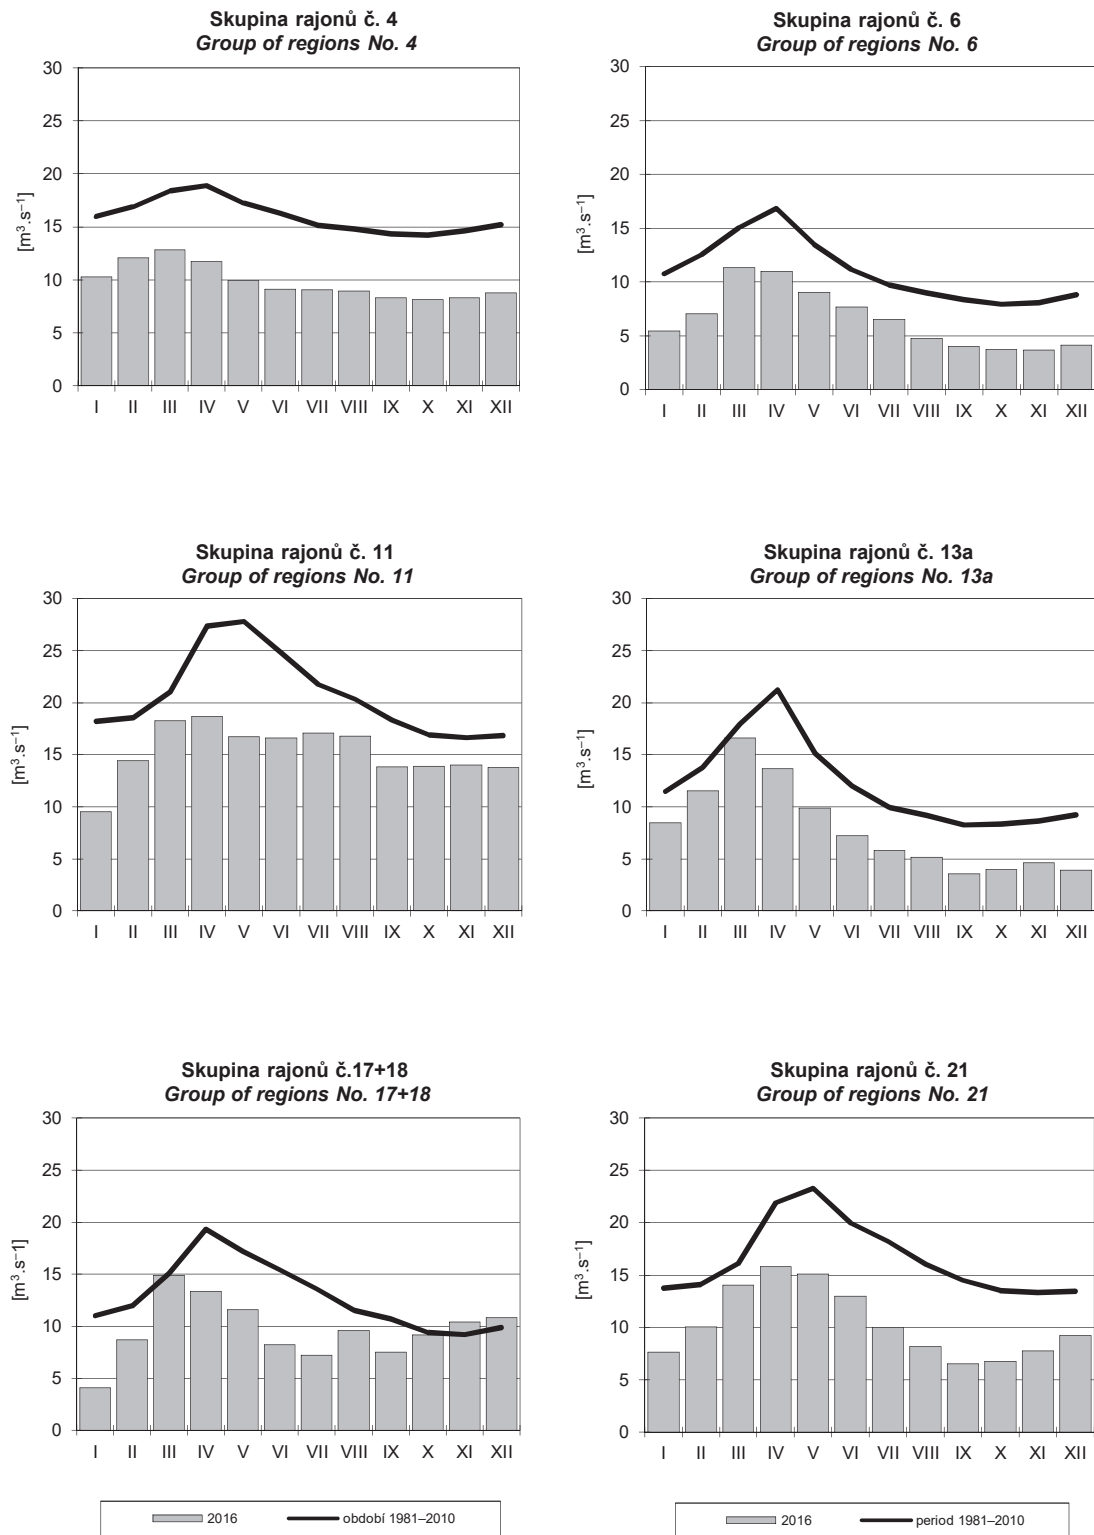 Skupina rajonů č. 4
Group of regions No. 4
30
25
20
15
10
5
0
[m³.s⁻¹]
I II III IV V VI VII VIII IX X XI XII
Skupina rajonů č. 6
Group of regions No. 6
30
25
20
15
10
5
0
[m³.s⁻¹]
I II III IV V VI VII VIII IX X XI XII
Skupina rajonů č. 11
Group of regions No. 11
30
25
20
15
10
5
0
[m³.s⁻¹]
I II III IV V VI VII VIII IX X XI XII
Skupina rajonů č. 13a
Group of regions No. 13a
30
25
20
15
10
5
0
[m³.s⁻¹]
I II III IV V VI VII VIII IX X XI XII
Skupina rajonů č.17+18
Group of regions No. 17+18
30
25
20
15
10
5
0
[m³.s⁻1]
I II III IV V VI VII VIII IX X XI XII
Skupina rajonů č. 21
Group of regions No. 21
30
25
20
15
10
5
0
[m³.s⁻¹]
I II III IV V VI VII VIII IX X XI XII
2016 období 1981–2010
2016 period 1981–2010